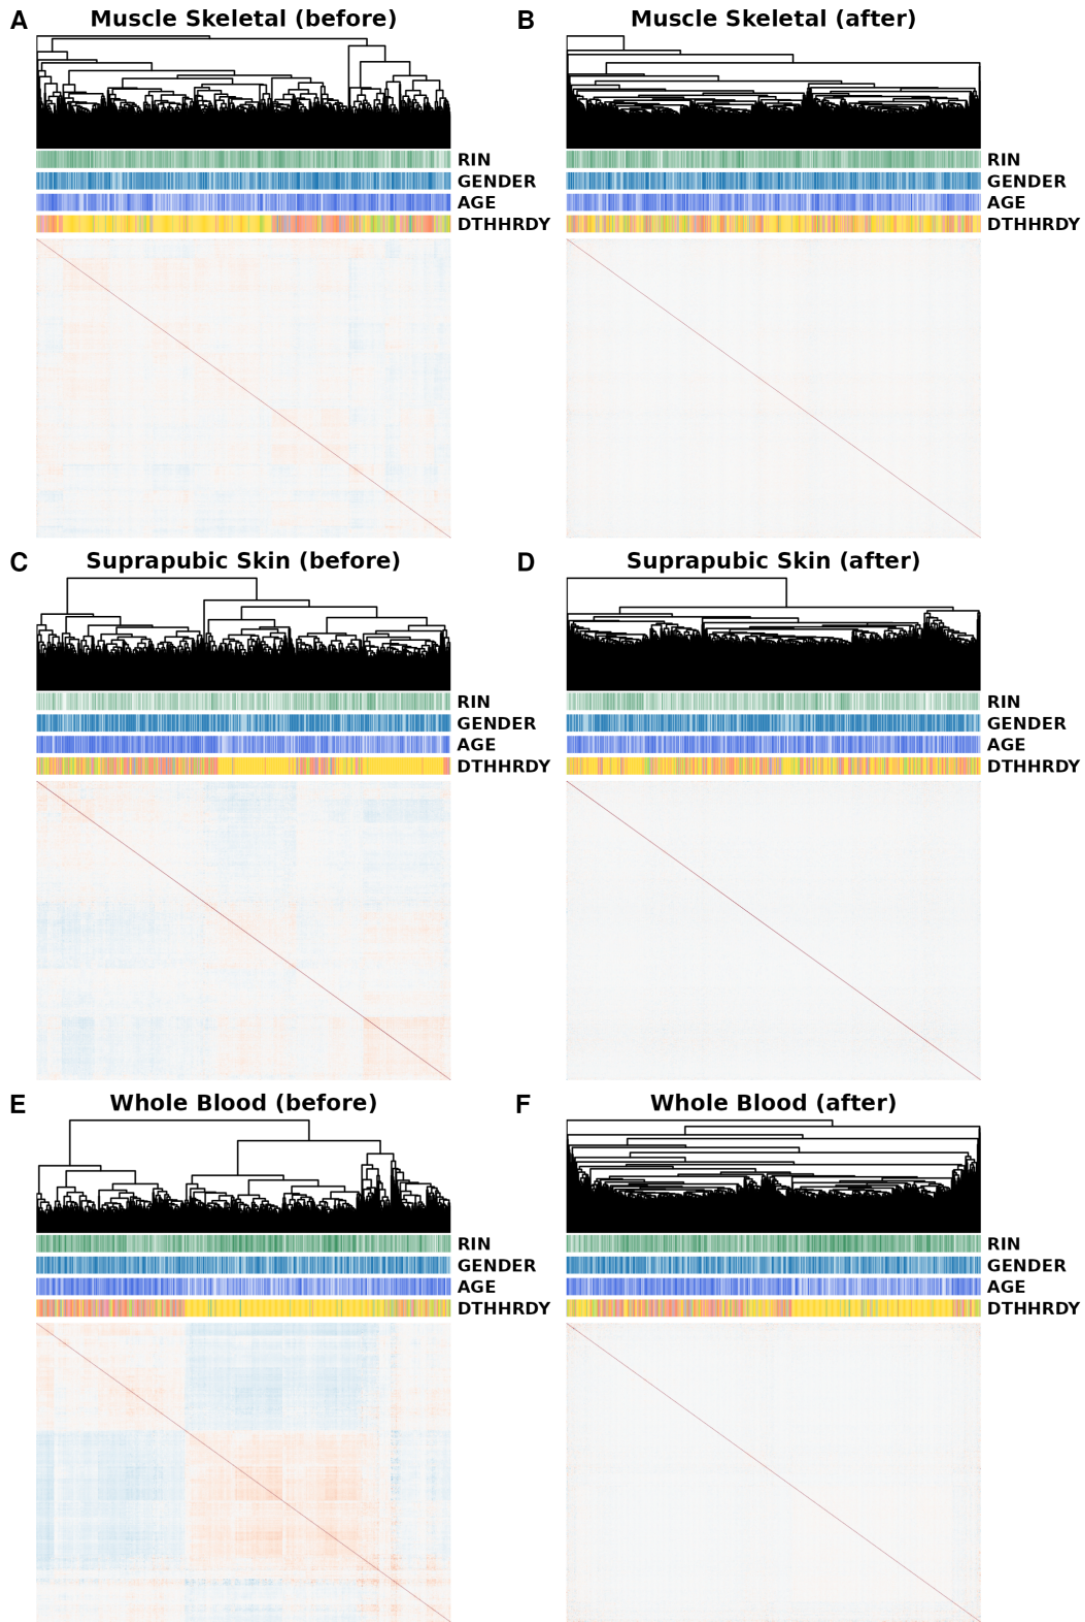 A Muscle Skeletal (before)
B Muscle Skeletal (after)
RIN
GENDER
AGE
DTHHRDY
RIN
GENDER
AGE
DTHHRDY
C Suprapubic Skin (before)
D Suprapubic Skin (after)
RIN
GENDER
AGE
DTHHRDY
RIN
GENDER
AGE
DTHHRDY
E Whole Blood (before)
F Whole Blood (after)
RIN
GENDER
AGE
DTHHRDY
RIN
GENDER
AGE
DTHHRDY